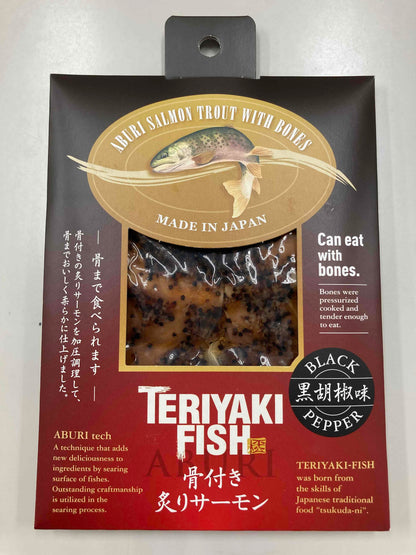 ABURI SALMON TROUT WITH BONES
MADE IN JAPAN
— 骨まで食べられます —
骨付きの炙りサーモンを加圧調理して、
骨までおいしく柔らかに仕上げました。
Can eat
with
bones.
Bones were
pressurized
cooked and
tender enough
to eat.
BLACK
黒胡椒味
PEPPER
TERIYAKI
FISH
ABURI
骨付き
炙りサーモン
ABURI tech
A technique that adds
new deliciousness to
ingredients by searing
surface of fishes.
Outstanding craftmanship
is utilized in the
searing process.
TERIYAKI-FISH
was born from
the skills of
Japanese traditional
food "tsukuda-ni".